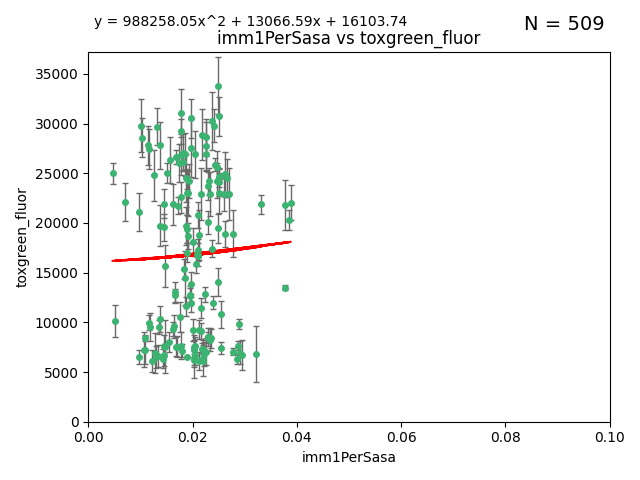 y = 988258.05x^2 + 13066.59x + 16103.74
N = 509
imm1PerSasa vs toxgreen_fluor
35000
30000
25000
20000
15000
10000
5000
0
toxgreen_fluor
0.00 0.02 0.04 0.06 0.08 0.10
imm1PerSasa